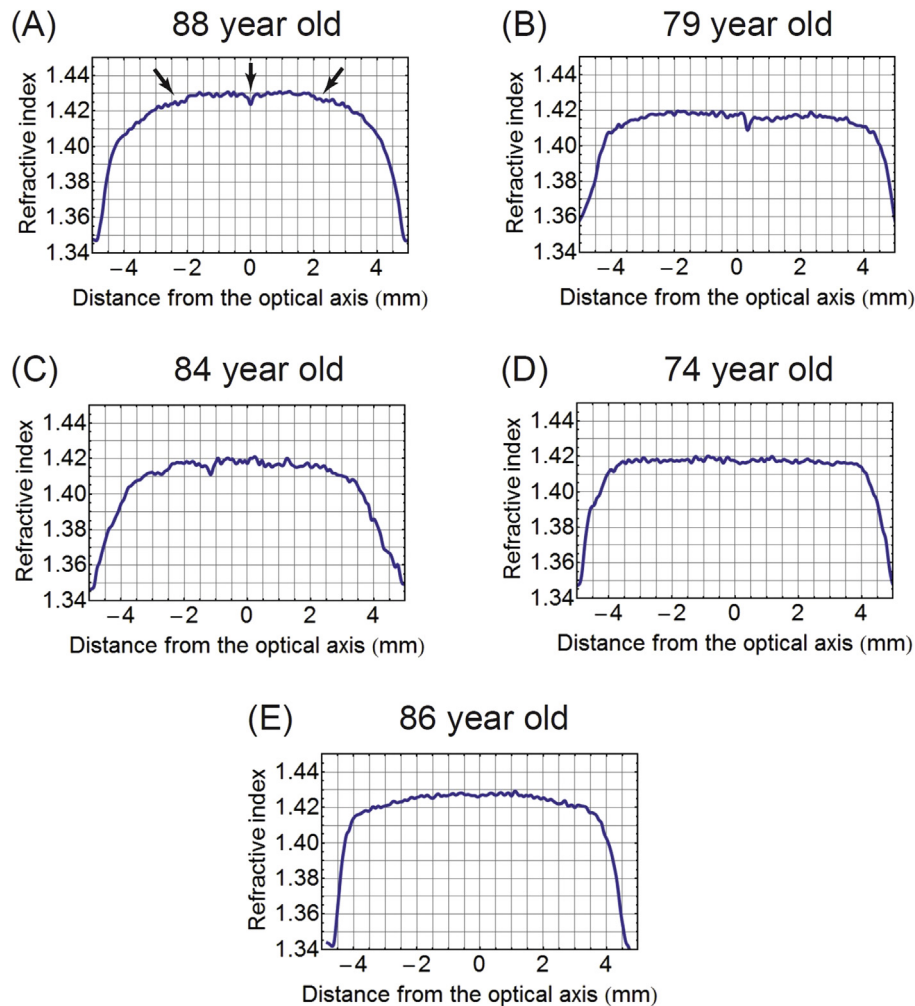 (A) 88 year old
Refractive index
1.44
1.42
1.40
1.38
1.36
1.34
−4 −2 0 2 4
Distance from the optical axis (mm)
(B) 79 year old
Refractive index
1.44
1.42
1.40
1.38
1.36
1.34
−4 −2 0 2 4
Distance from the optical axis (mm)
(C) 84 year old
Refractive index
1.44
1.42
1.40
1.38
1.36
1.34
−4 −2 0 2 4
Distance from the optical axis (mm)
(D) 74 year old
Refractive index
1.44
1.42
1.40
1.38
1.36
1.34
−4 −2 0 2 4
Distance from the optical axis (mm)
(E) 86 year old
Refractive index
1.44
1.42
1.40
1.38
1.36
1.34
−4 −2 0 2 4
Distance from the optical axis (mm)